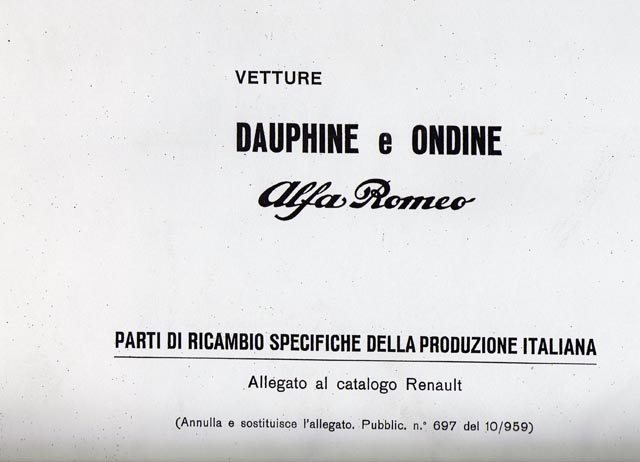 VETTURE
DAUPHINE e ONDINE
Alfa Romeo
PARTI DI RICAMBIO SPECIFICHE DELLA PRODUZIONE ITALIANA
Allegato al catalogo Renault
(Annulla e sostituisce l'allegato. Pubblic. n.° 697 del 10/959)